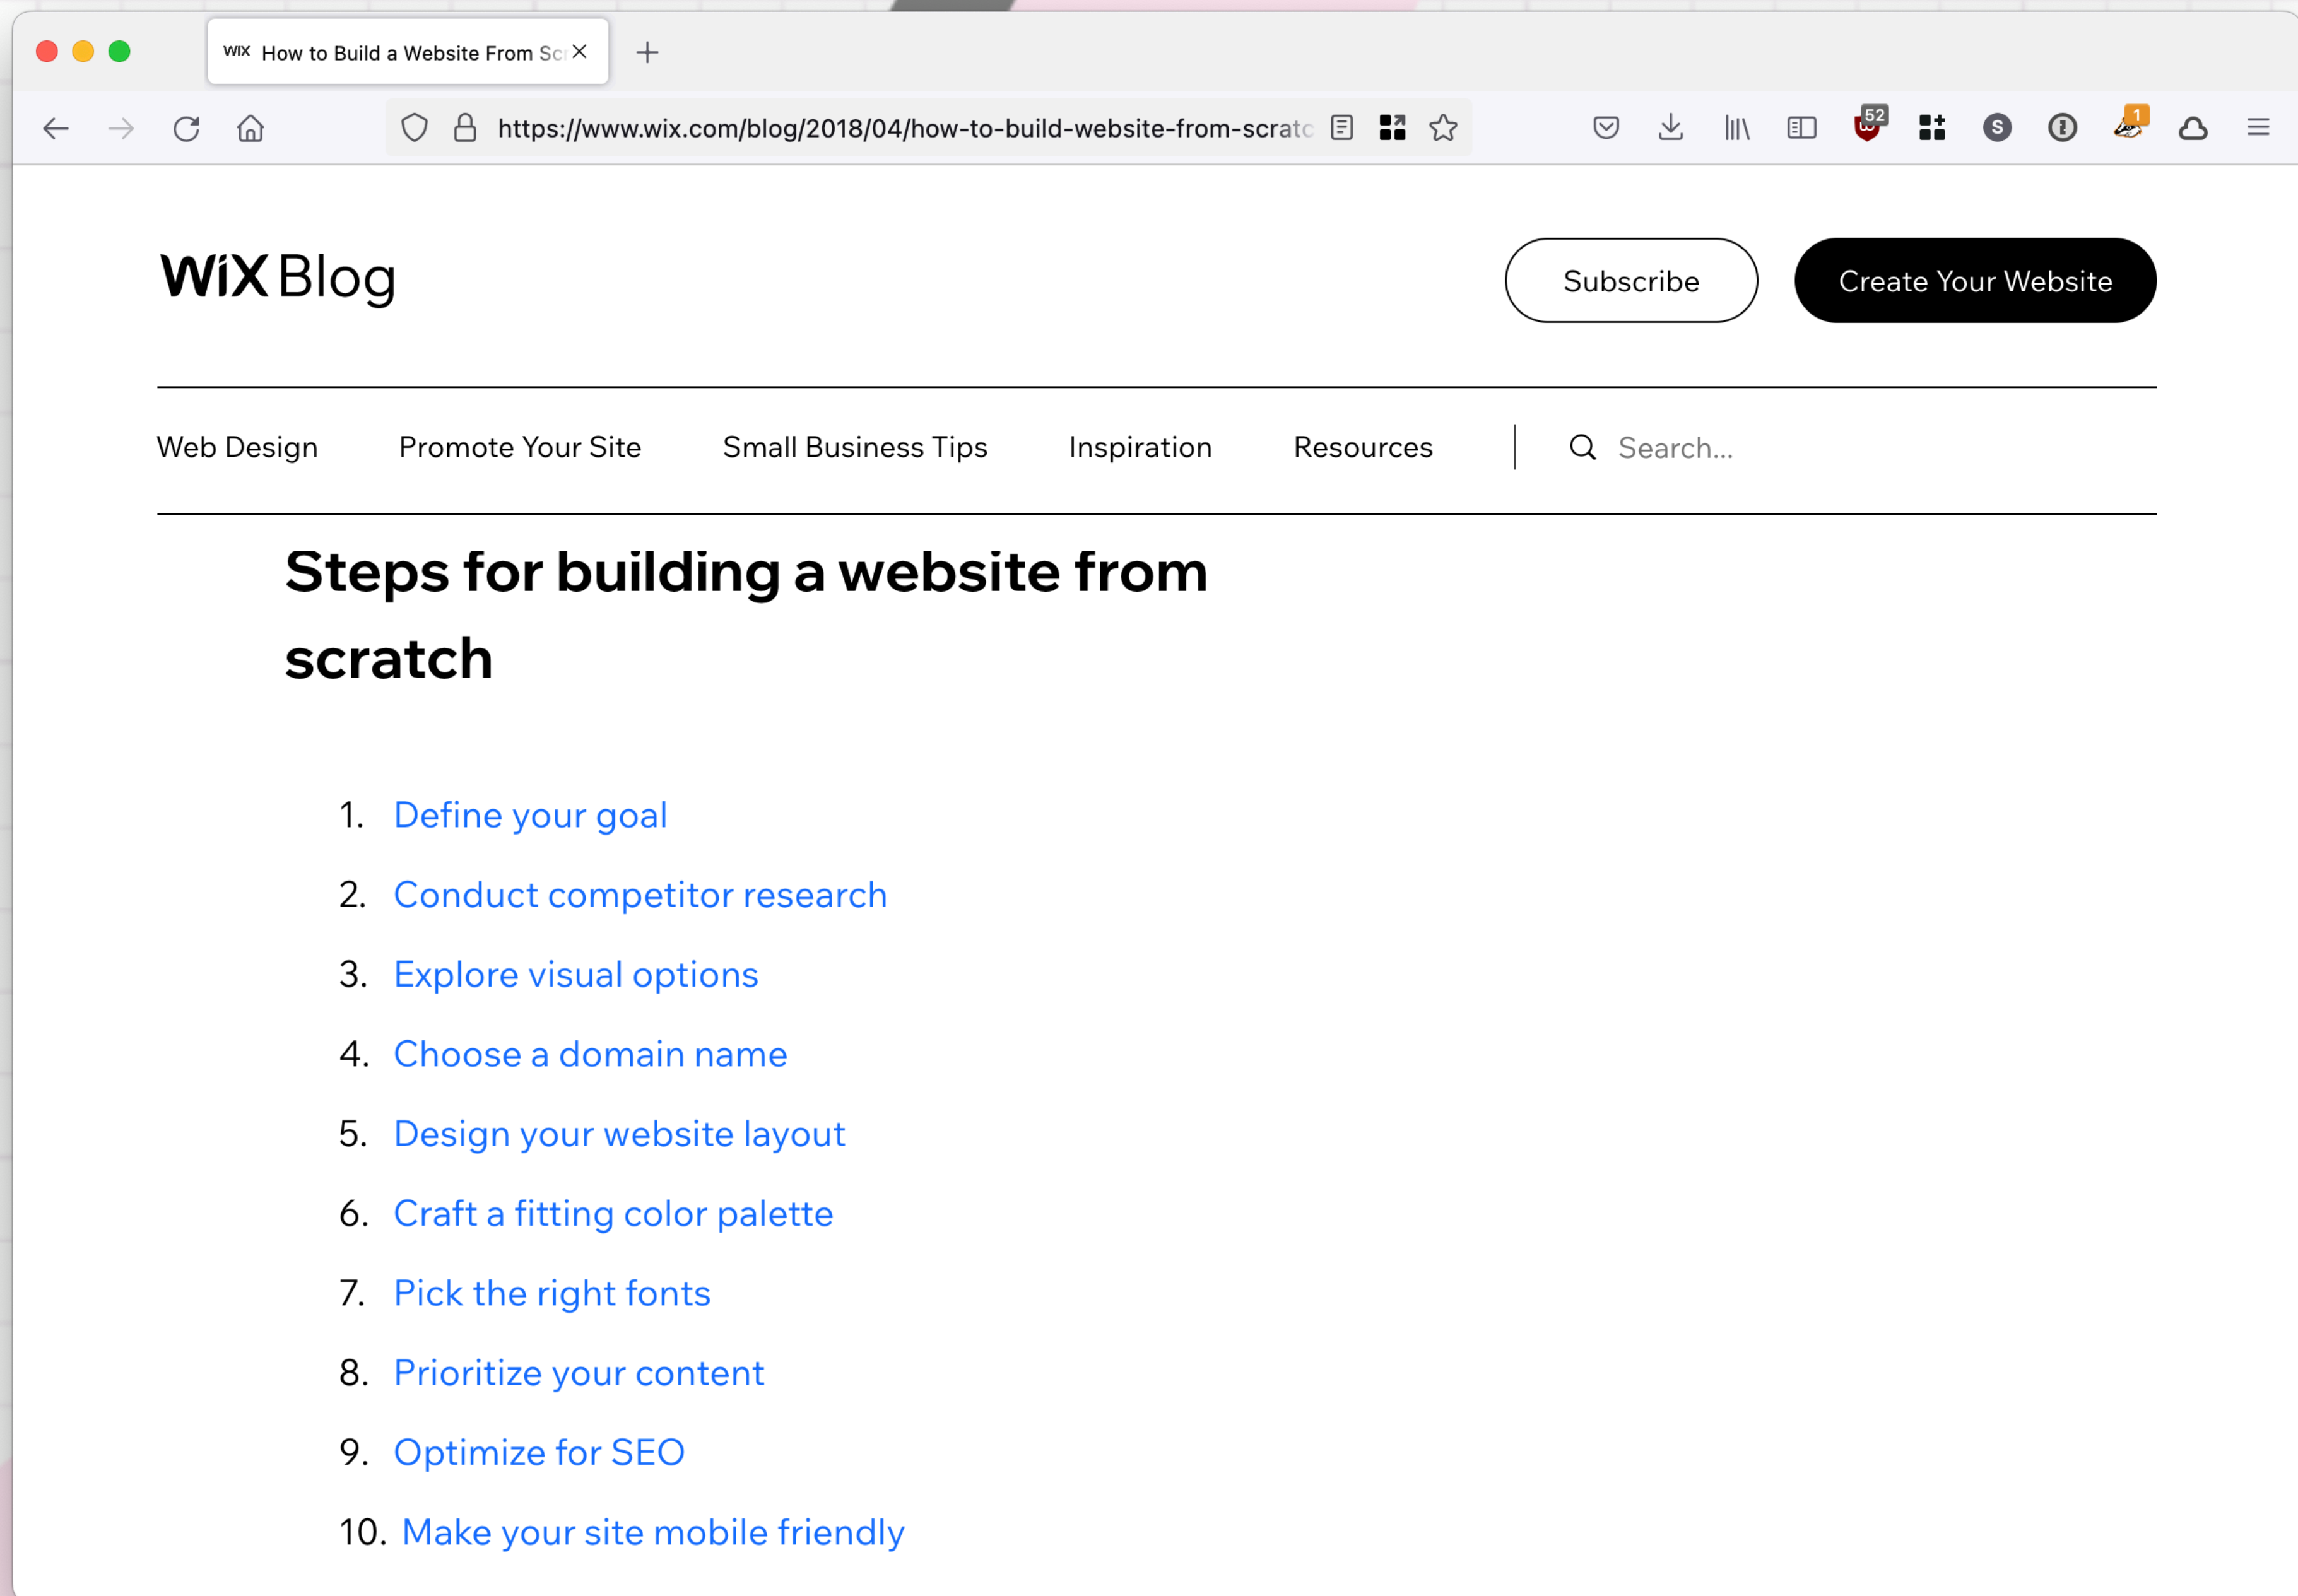 WIX How to Build a Website From Scr
https://www.wix.com/blog/2018/04/how-to-build-website-from-scratc
52
S
1
WiX Blog
Subscribe
Create Your Website
Web Design
Promote Your Site
Small Business Tips
Inspiration
Resources
Search...
Steps for building a website from
scratch
1. Define your goal
2. Conduct competitor research
3. Explore visual options
4. Choose a domain name
5. Design your website layout
6. Craft a fitting color palette
7. Pick the right fonts
8. Prioritize your content
9. Optimize for SEO
10. Make your site mobile friendly